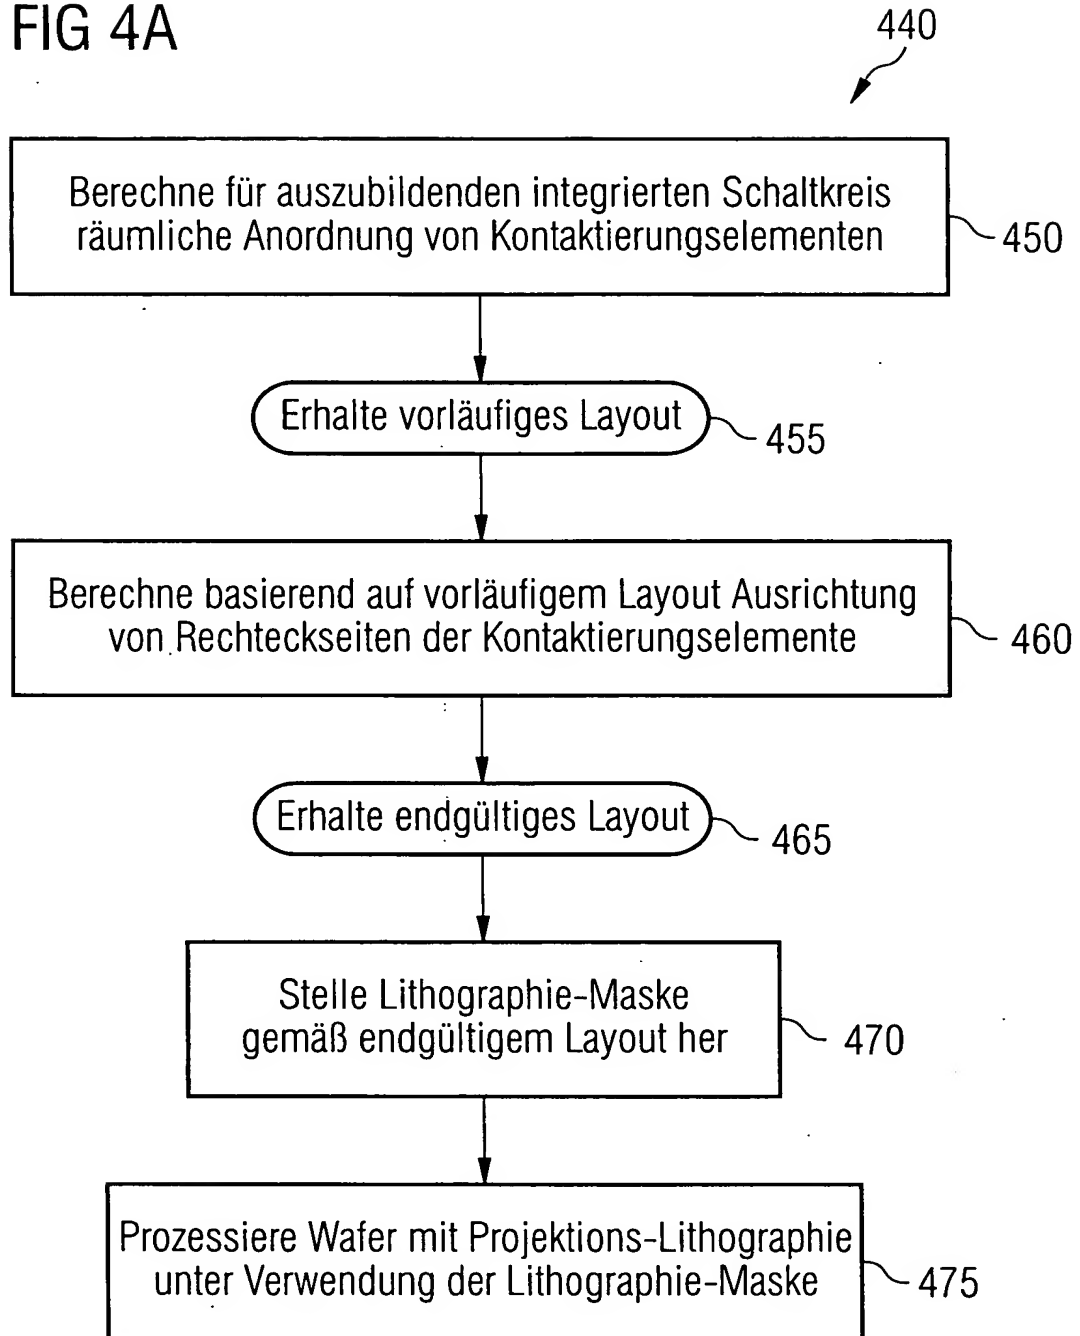 FIG 4A
440
Berechne für auszubildenden integrierten Schaltkreis
räumliche Anordnung von Kontaktierungselementen
450
Erhalte vorläufiges Layout
455
Berechne basierend auf vorläufigem Layout Ausrichtung
von Rechteckseiten der Kontaktierungselemente
460
Erhalte endgültiges Layout
465
Stelle Lithographie-Maske
gemäß endgültigem Layout her
470
Prozessiere Wafer mit Projektions-Lithographie
unter Verwendung der Lithographie-Maske
475